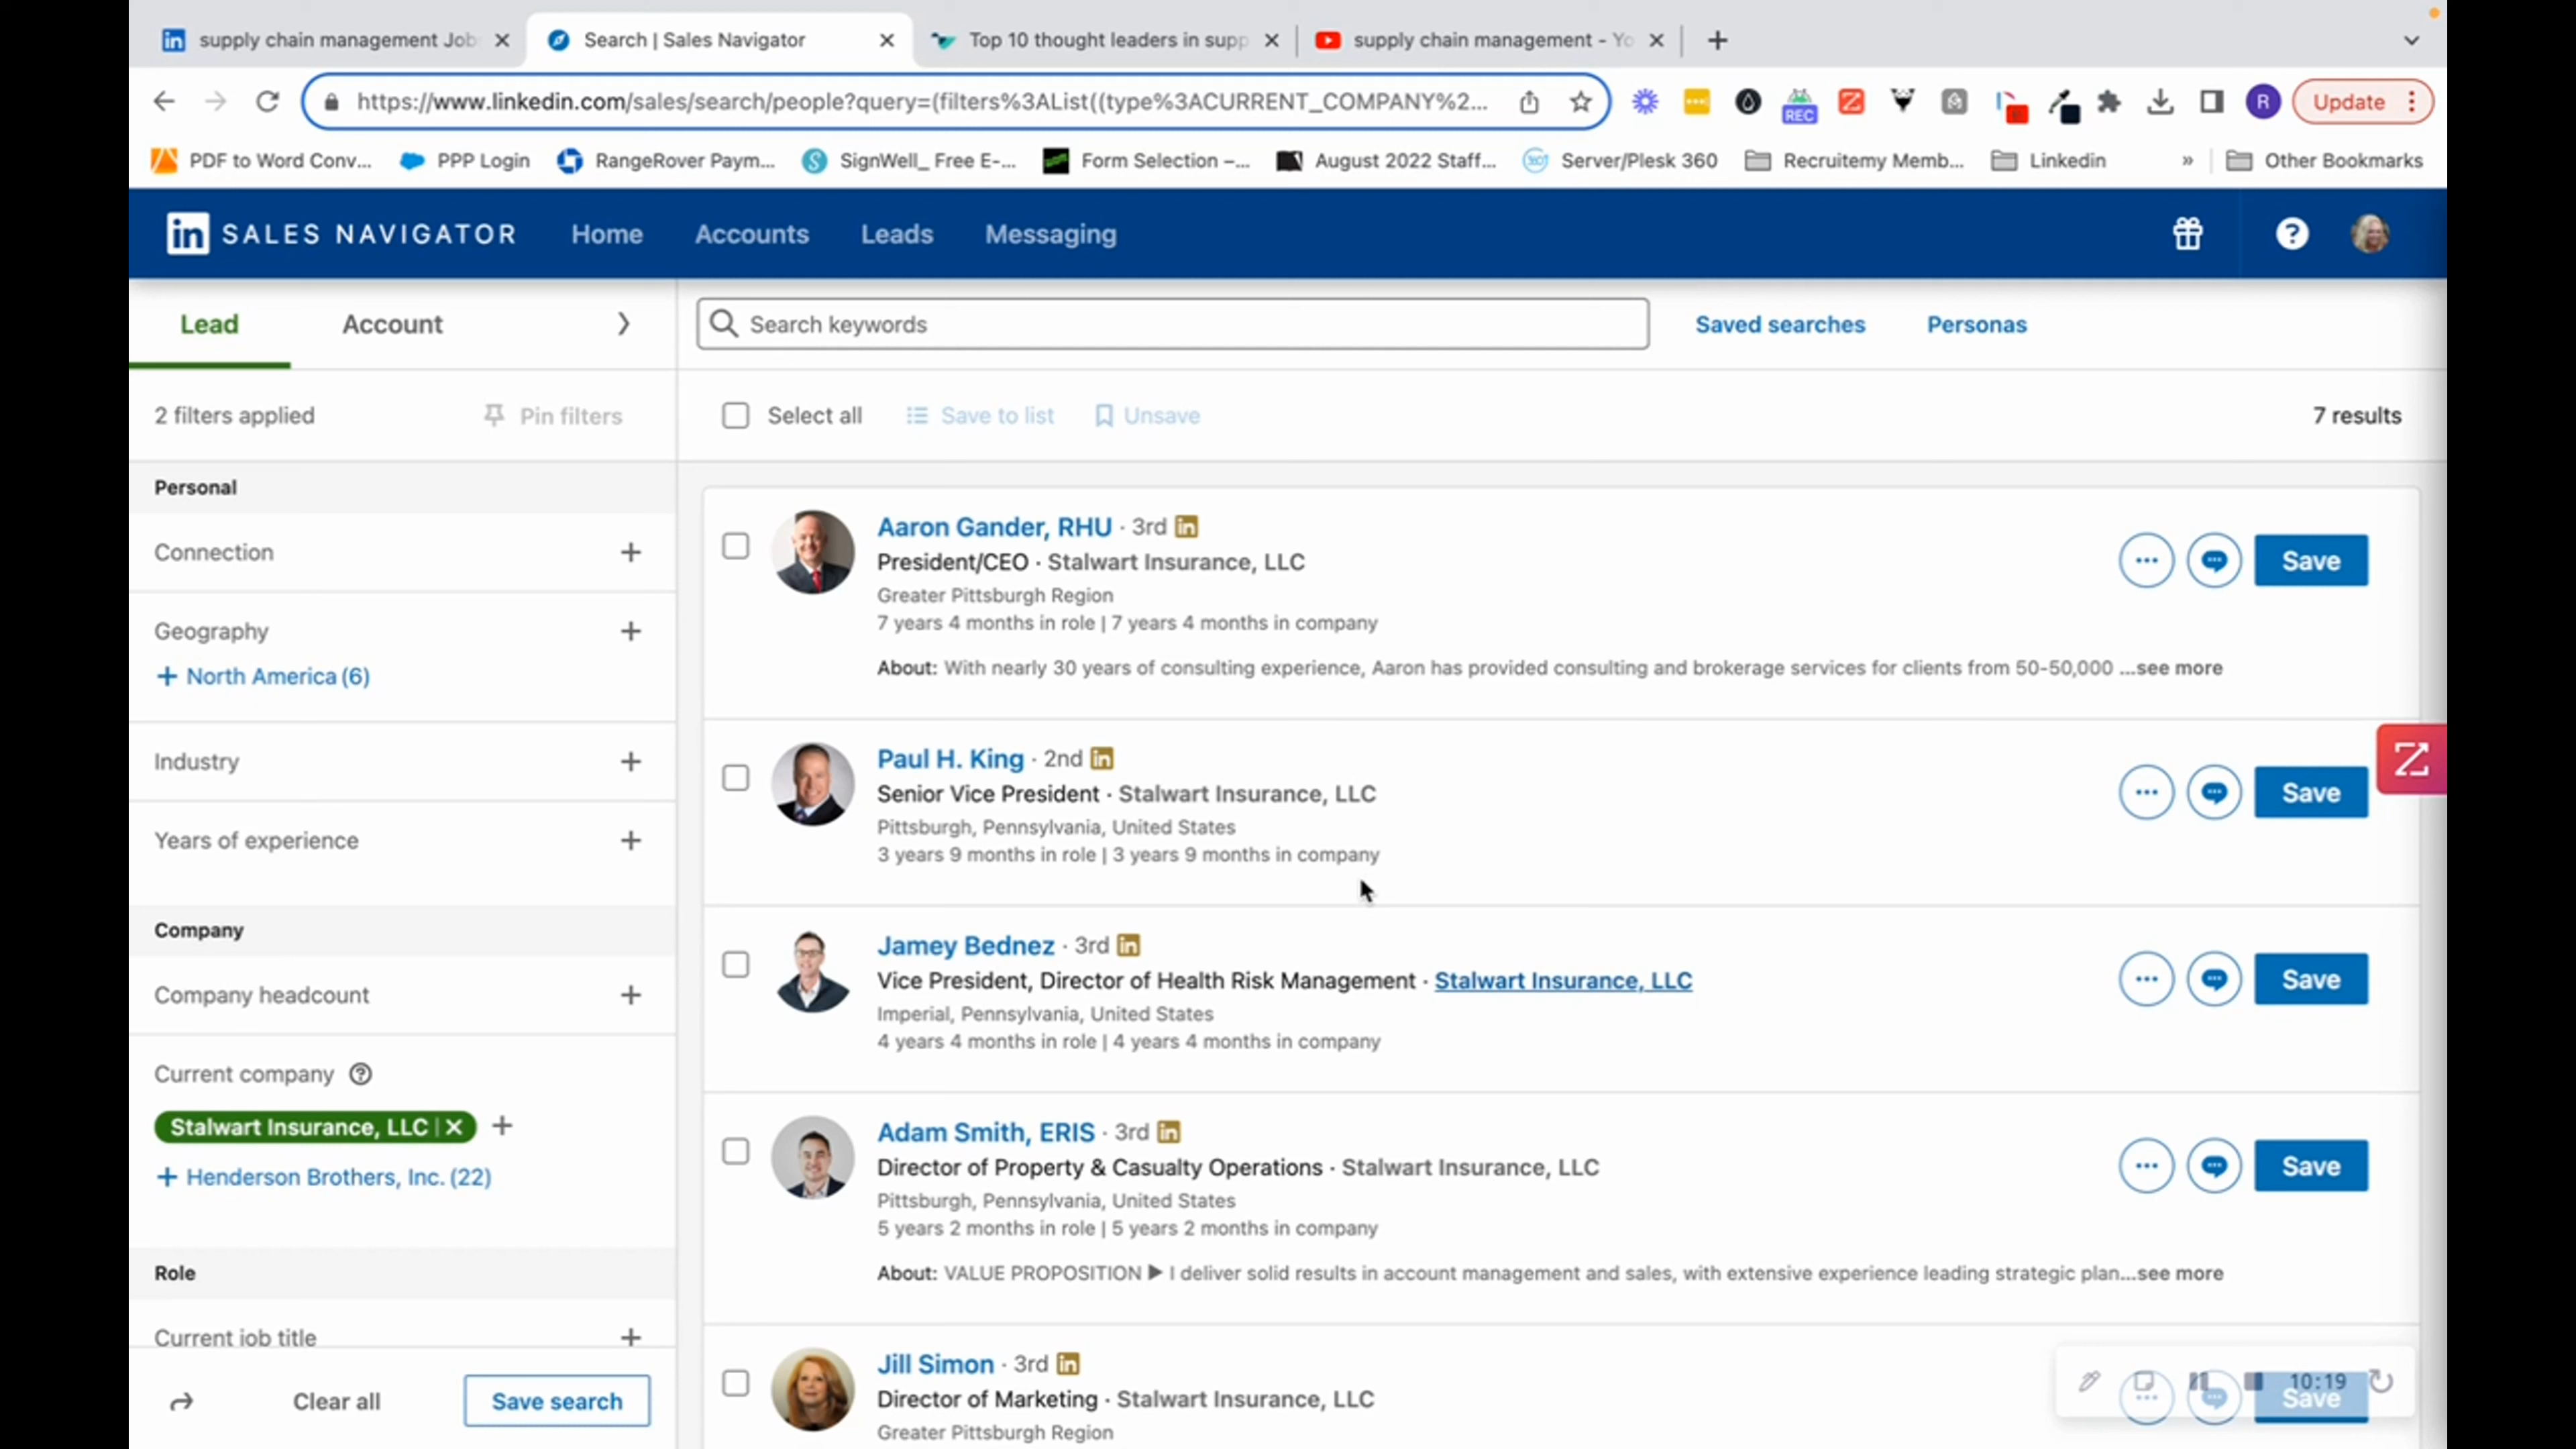 supply chain management Job
Search | Sales Navigator
Top 10 thought leaders in supp
supply chain management - Yo
https://www.linkedin.com/sales/search/people?query=(filters%3AList((type%3ACURRENT_COMPANY%2...
REC
R
Update
PDF to Word Conv...
PPP Login
RangeRover Paym...
SignWell_ Free E-...
Form Selection –...
August 2022 Staff...
Server/Plesk 360
Recruitemy Memb...
Linkedin
»
Other Bookmarks
in SALES NAVIGATOR
Home
Accounts
Leads
Messaging
Lead
Account
Search keywords
Saved searches
Personas
2 filters applied
Pin filters
Select all
Save to list
Unsave
7 results
Personal
Connection
Geography
North America (6)
Industry
Years of experience
Company
Company headcount
Current company
Stalwart Insurance, LLC
Henderson Brothers, Inc. (22)
Role
Current job title
Clear all
Save search
Aaron Gander, RHU · 3rd in
President/CEO · Stalwart Insurance, LLC
Greater Pittsburgh Region
7 years 4 months in role | 7 years 4 months in company
About: With nearly 30 years of consulting experience, Aaron has provided consulting and brokerage services for clients from 50-50,000 ...see more
Save
Paul H. King · 2nd in
Senior Vice President · Stalwart Insurance, LLC
Pittsburgh, Pennsylvania, United States
3 years 9 months in role | 3 years 9 months in company
Save
Jamey Bednez · 3rd in
Vice President, Director of Health Risk Management · Stalwart Insurance, LLC
Imperial, Pennsylvania, United States
4 years 4 months in role | 4 years 4 months in company
Save
Adam Smith, ERIS · 3rd in
Director of Property & Casualty Operations · Stalwart Insurance, LLC
Pittsburgh, Pennsylvania, United States
5 years 2 months in role | 5 years 2 months in company
About: VALUE PROPOSITION ▶ I deliver solid results in account management and sales, with extensive experience leading strategic plan...see more
Save
Jill Simon · 3rd in
Director of Marketing · Stalwart Insurance, LLC
Greater Pittsburgh Region
10:19
Save